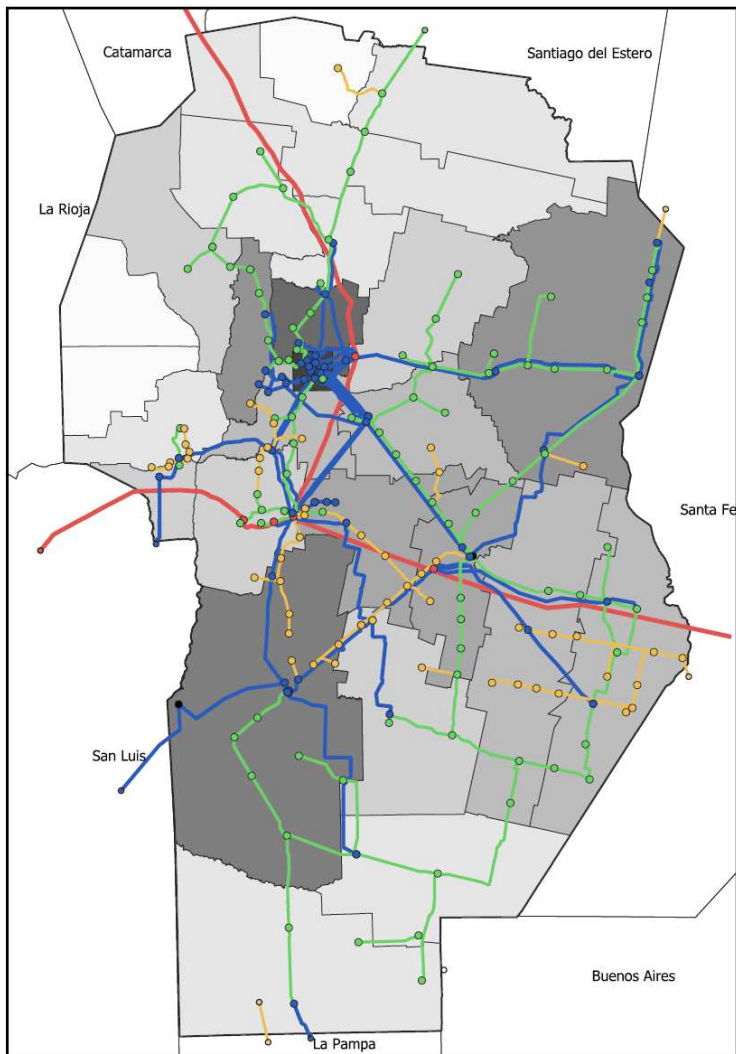 Catamarca
Santiago del Estero
La Rioja
Santa Fe
San Luis
Buenos Aires
La Pampa